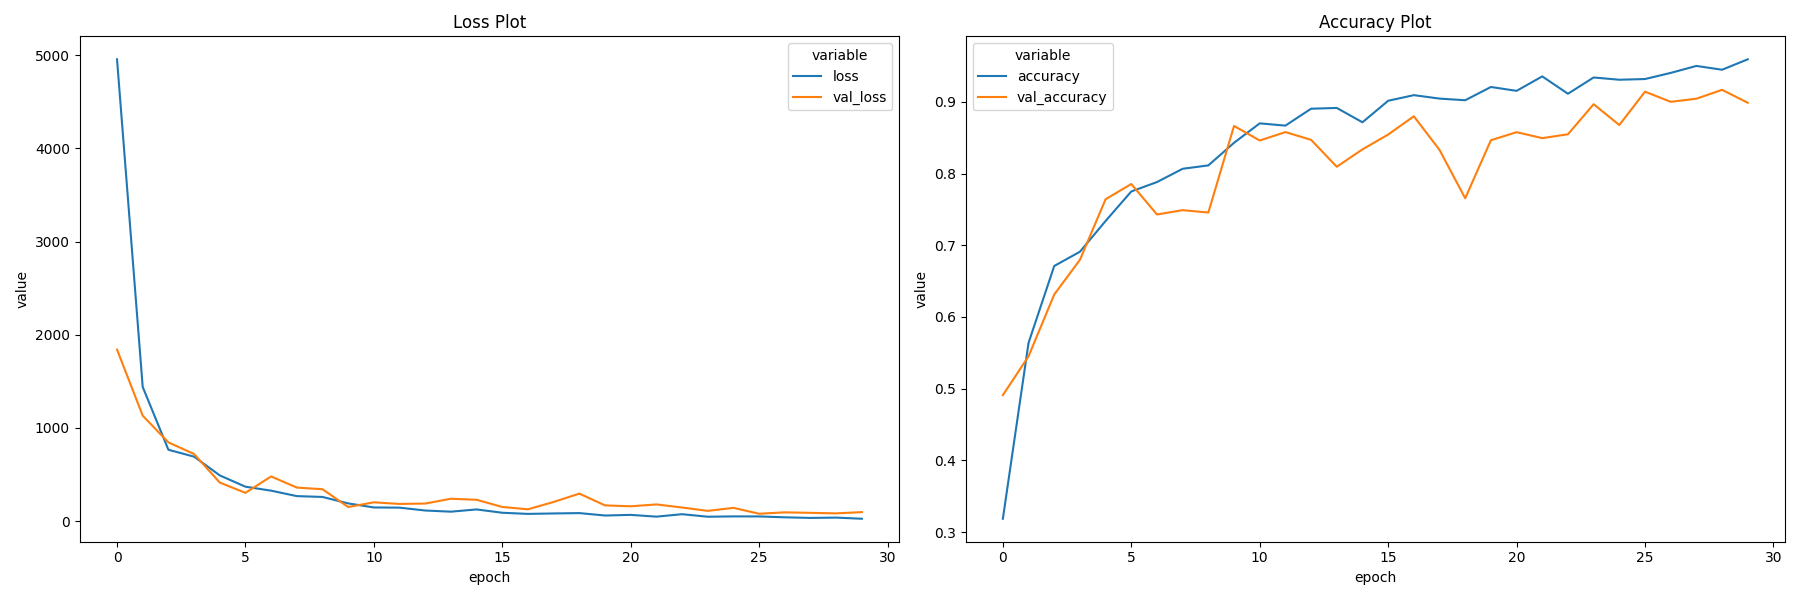 Loss Plot
5000
4000
3000
2000
1000
0
value
0 5 10 15 20 25 30
epoch
variable
loss
val_loss
Accuracy Plot
0.9
0.8
0.7
0.6
0.5
0.4
0.3
value
0 5 10 15 20 25 30
epoch
variable
accuracy
val_accuracy